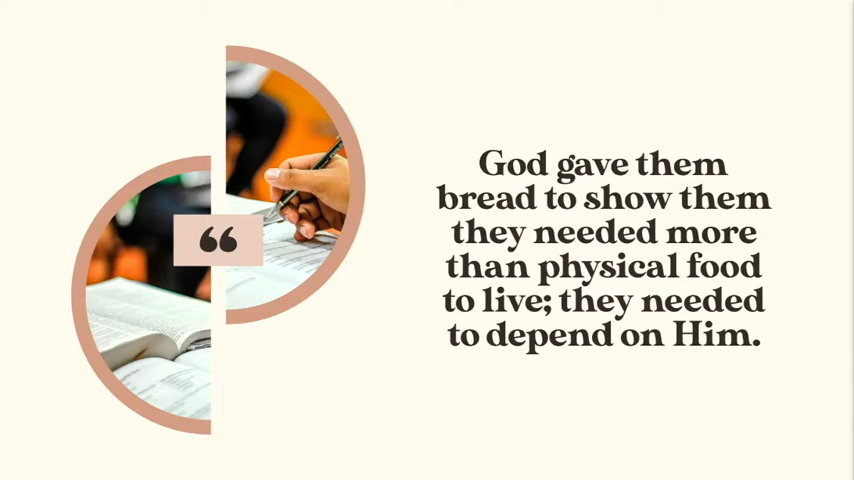 “
God gave them
bread to show them
they needed more
than physical food
to live; they needed
to depend on Him.